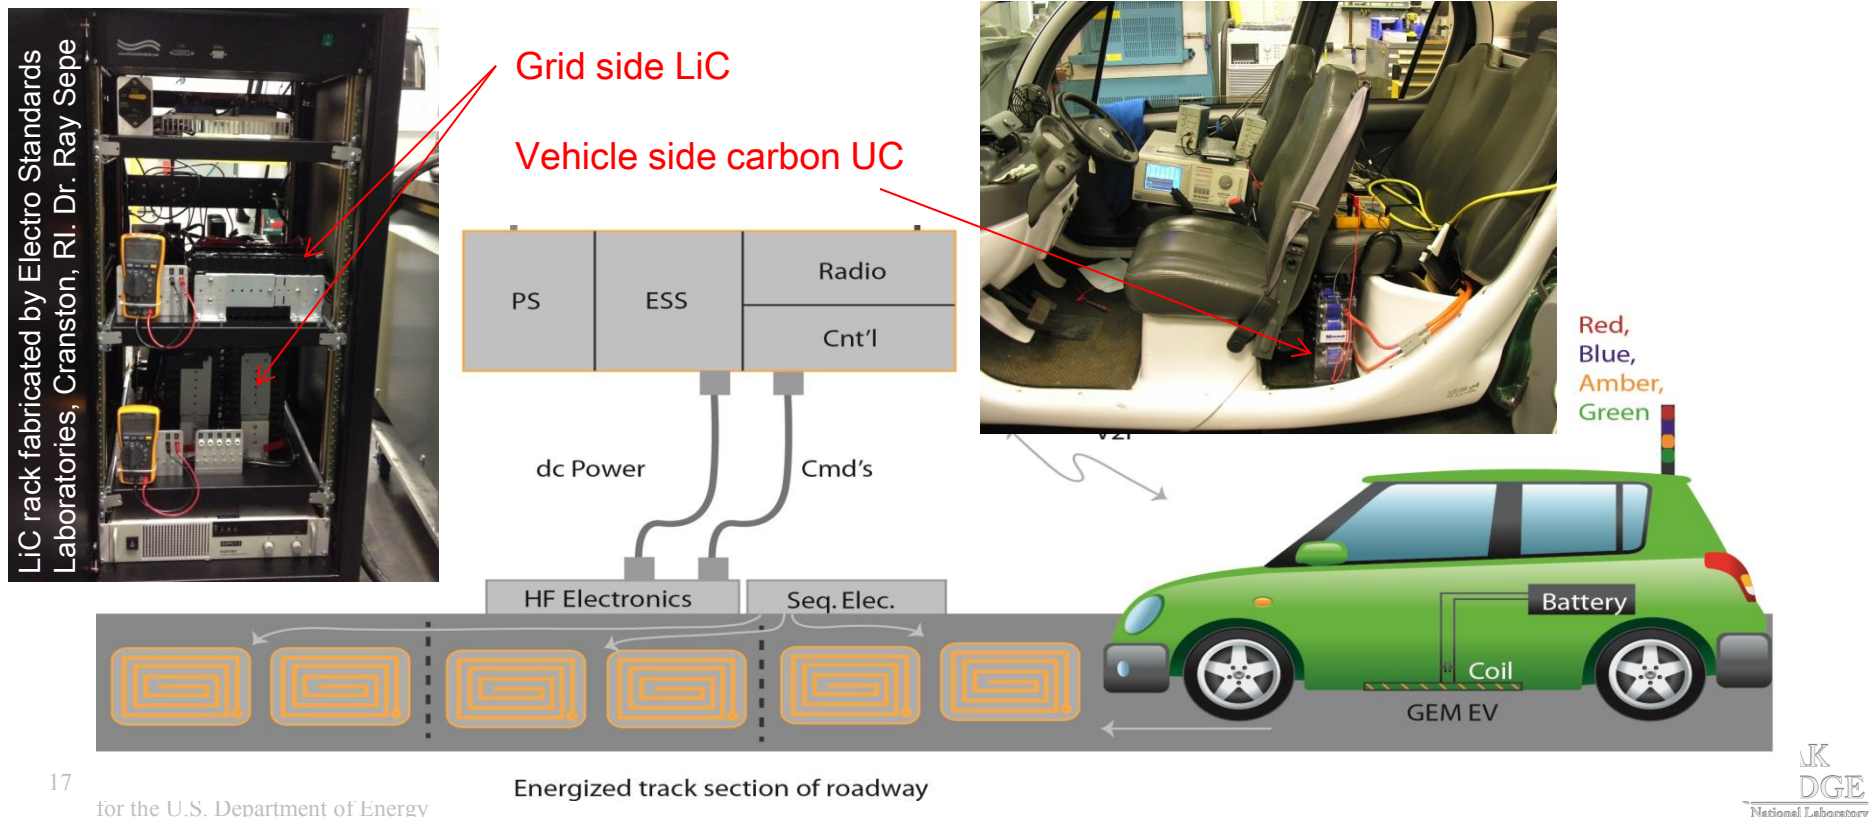 LiC rack fabricated by Electro Standards
Laboratories, Cranston, RI. Dr. Ray Sepe
Grid side LiC
Vehicle side carbon UC
PS
ESS
Radio
Cnt'l
dc Power
Cmd's
HF Electronics
Seq. Elec.
Red,
Blue,
Amber,
Green
Battery
Coil
GEM EV
Energized track section of roadway
17
for the U.S. Department of Energy
National Laboratory